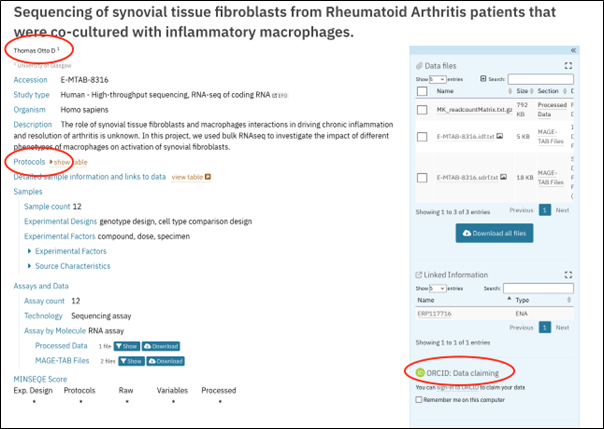 Sequencing of synovial tissue fibroblasts from Rheumatoid Arthritis patients that
were co-cultured with inflammatory macrophages.
Thomas Otto D ¹
¹ University of Glasgow
Accession E-MTAB-8316
Study type Human - High-throughput sequencing, RNA-seq of coding RNA EFO
Organism Homo sapiens
Description The role of synovial tissue fibroblasts and macrophages interactions in driving chronic inflammation
and resolution of arthritis is unknown. In this project, we used bulk RNAseq to investigate the impact of different
phenotypes of macrophages on activation of synovial fibroblasts.
Protocols show table
Detailed sample information and links to data view table
Samples
Sample count 12
Experimental Designs genotype design, cell type comparison design
Experimental Factors compound, dose, specimen
Experimental Factors
Source Characteristics
Assays and Data
Assay count 12
Technology Sequencing assay
Assay by Molecule RNA assay
Processed Data 1 file Show Download
MAGE-TAB Files 2 files Show Download
MINSEQE Score
Exp. Design Protocols Raw Variables Processed
* * * * *
«
Data files
Show 5 entries Search:
Name Size Section D
MK_readcountMatrix.txt.gz 792 KB Processed Data
E-MTAB-8316.idf.txt 5 KB MAGE-TAB Files
E-MTAB-8316.sdrf.txt 18 KB MAGE-TAB Files
Showing 1 to 3 of 3 entries Previous 1 Next
Download all files
Linked Information
Show 5 entries Search:
Name Type
ERP117716 ENA
Previous 1 Next
Showing 1 to 1 of 1 entries
iD ORCID: Data claiming
You can sign-in to ORCID to claim your data
Remember me on this computer